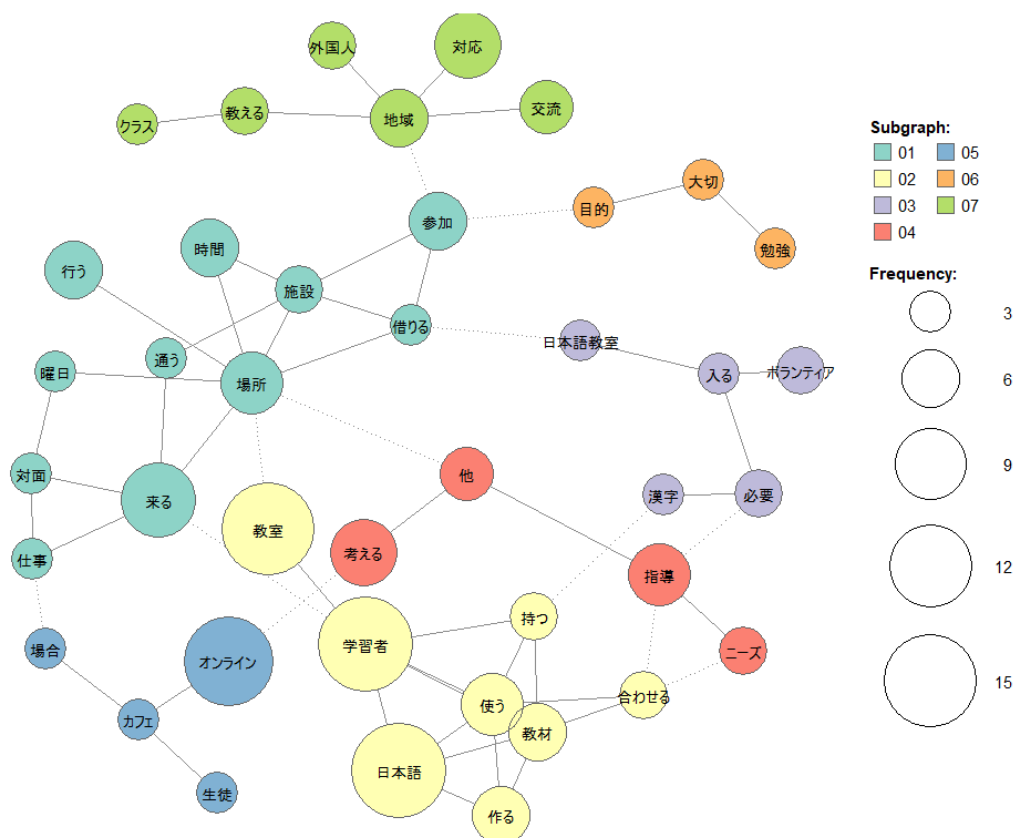 外国人
対応
クラス
教える
地域
交流
Subgraph:
01
05
02
06
03
07
04
大切
目的
勉強
参加
時間
行う
施設
借りる
日本語教室
通う
曜日
場所
入る
ボランティア
Frequency:
3
6
9
12
15
対面
来る
他
漢字
必要
教室
考える
仕事
指導
持つ
場合
オンライン
学習者
ニーズ
合わせる
使う
カフェ
教材
日本語
生徒
作る